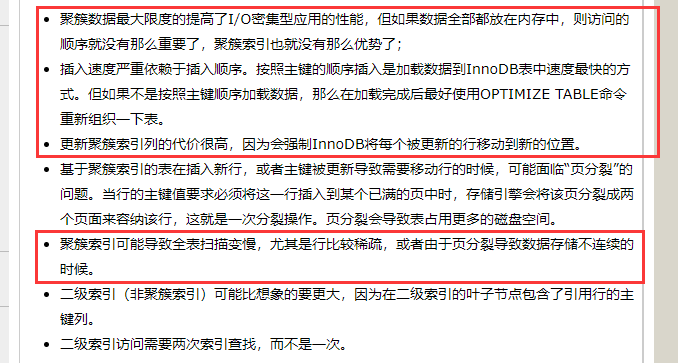 聚簇数据最大限度的提高了I/O密集型应用的性能，但如果数据全部都放在内存中，则访问的
顺序就没有那么重要了，聚簇索引也就没有那么优势了；
插入速度严重依赖于插入顺序。按照主键的顺序插入是加载数据到InnoDB表中速度最快的方
式。但如果不是按照主键顺序加载数据，那么在加载完成后最好使用OPTIMIZE TABLE命令
重新组织一下表。
更新聚簇索引列的代价很高，因为会强制InnoDB将每个被更新的行移动到新的位置。
基于聚簇索引的表在插入新行，或者主键被更新导致需要移动行的时候，可能面临“页分裂”的
问题。当行的主键值要求必须将这一行插入到某个已满的页中时，存储引擎会将该页分裂成两
个页面来容纳该行，这就是一次分裂操作。页分裂会导致表占用更多的磁盘空间。
聚簇索引可能导致全表扫描变慢，尤其是行比较稀疏，或者由于页分裂导致数据存储不连续的
时候。
二级索引（非聚簇索引）可能比想象的要更大，因为在二级索引的叶子节点包含了引用行的主
键列。
二级索引访问需要两次索引查找，而不是一次。